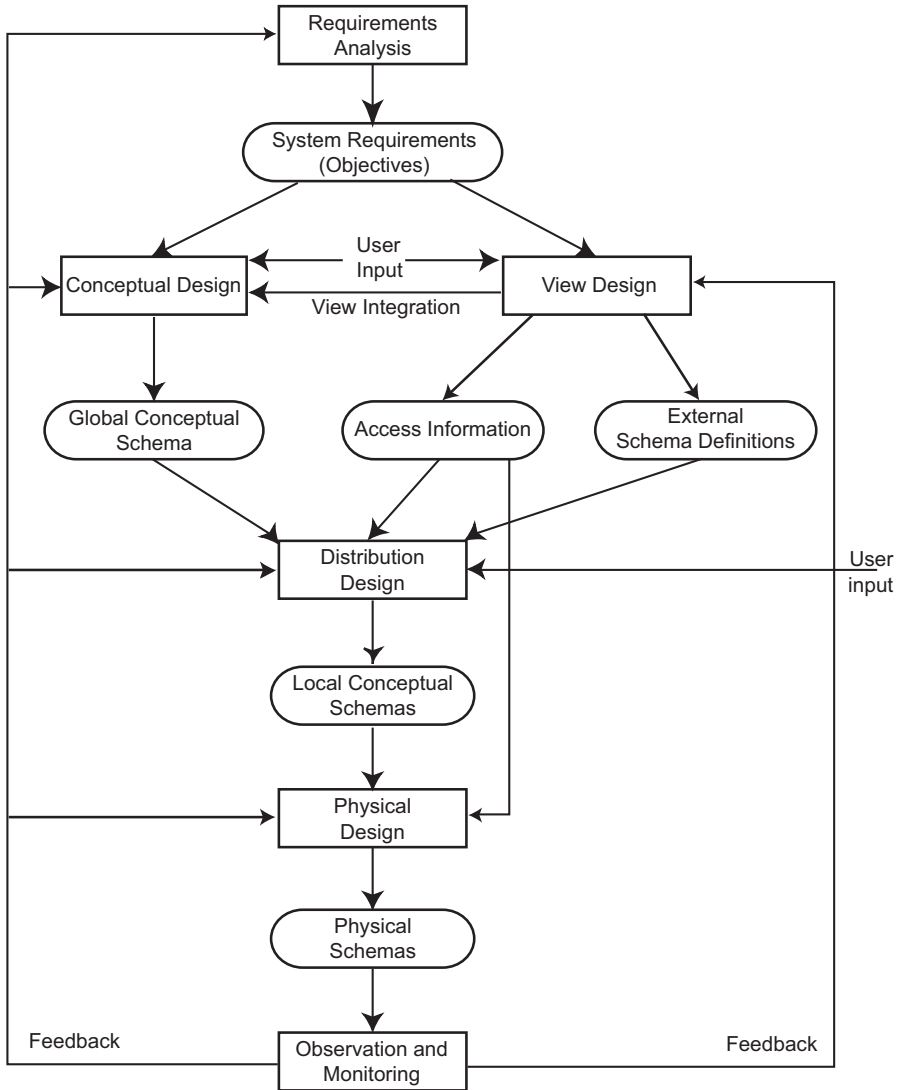 Requirements
Analysis
System Requirements
(Objectives)
User
Input
Conceptual Design
View Integration
View Design
Global Conceptual
Schema
Access Information
External
Schema Definitions
Distribution
Design
User
input
Local Conceptual
Schemas
Physical
Design
Physical
Schemas
Feedback
Observation and
Monitoring
Feedback